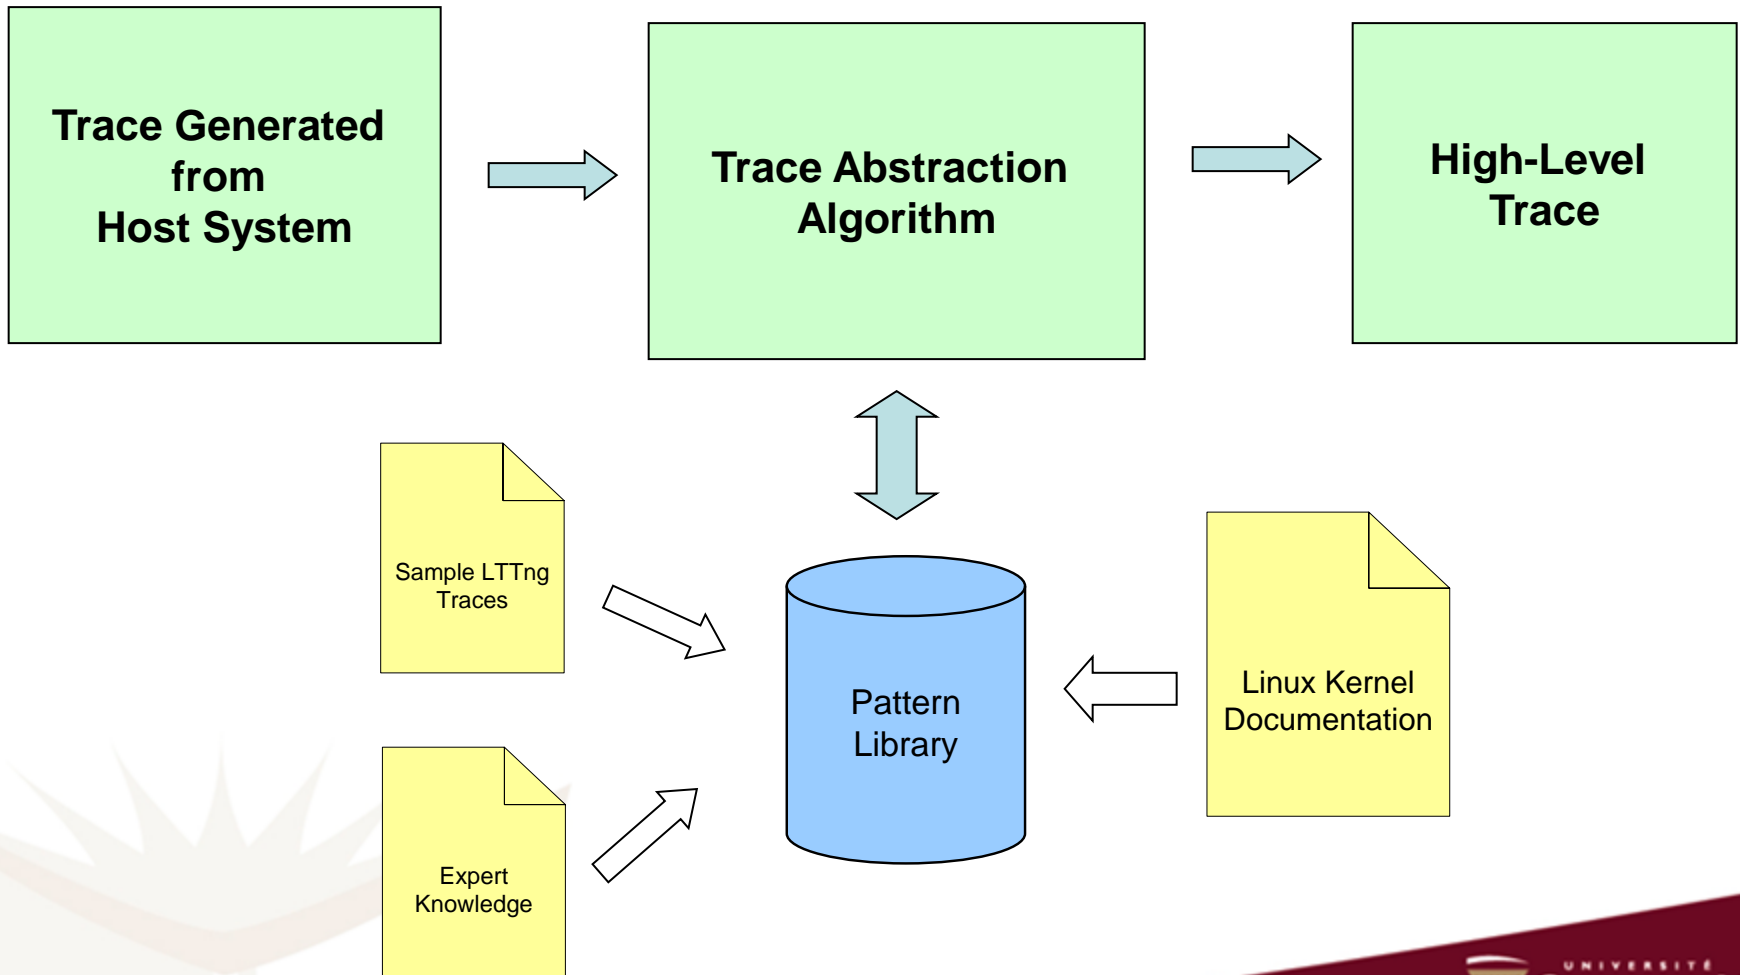 Trace Generated
from
Host System
Trace Abstraction
Algorithm
High-Level
Trace
Sample LTTng
Traces
Pattern
Library
Linux Kernel
Documentation
Expert
Knowledge
UNIVERSITÉ